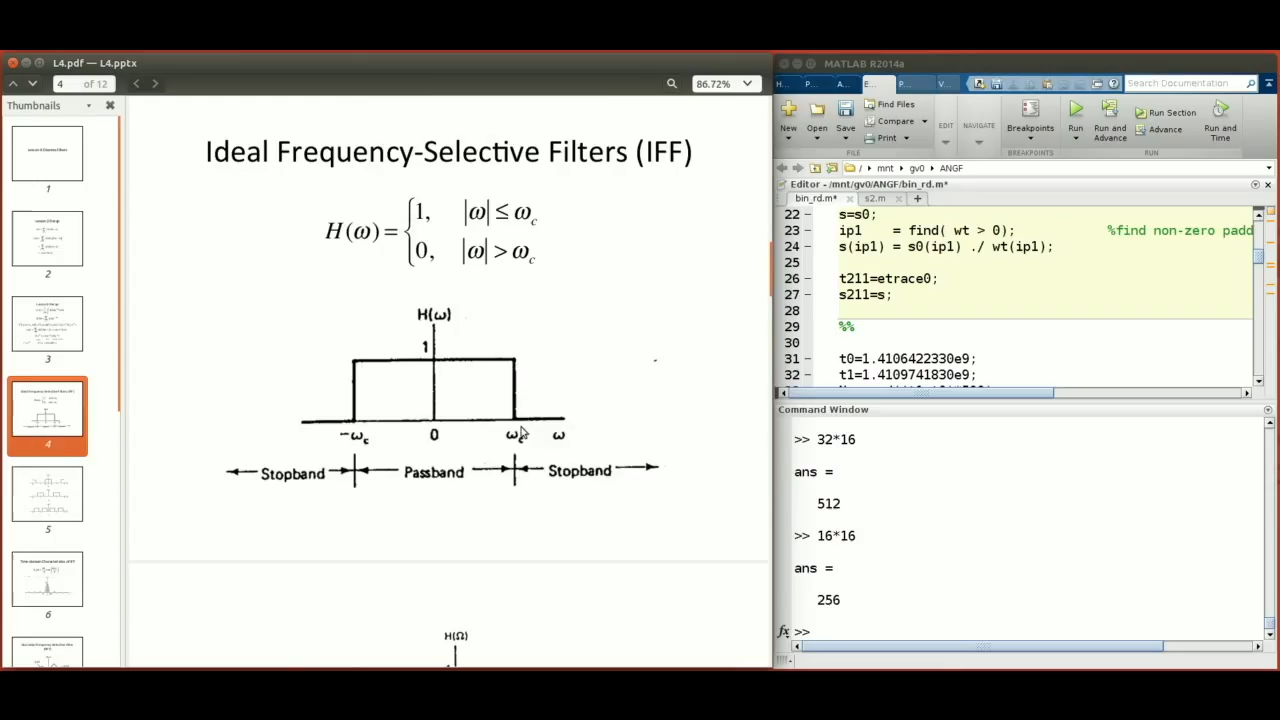 L4.pdf — L4.pptx
4 of 12
86.72%
Thumbnails
1
2
3
4
5
6
Ideal Frequency-Selective Filters (IFF)
H(ω) = {1, |ω| ≤ ω_c
0, |ω| > ω_c
H(ω)
1
-ω_c 0 ω_c ω
Stopband Passband Stopband
H(Ω)
MATLAB R2014a
H... P... A... E... P... V...
Search Documentation
New Open Save
Find Files
Compare
Print
EDIT NAVIGATE
Breakpoints
Run
Run and Advance
Run Section
Advance
Run and Time
FILE BREAKPOINTS RUN
/ mnt gv0 ANGF
Editor - /mnt/gv0/ANGF/bin_rd.m*
bin_rd.m* s2.m +
22 s=s0;
23 ip1 = find( wt > 0); %find non-zero padd
24 s(ip1) = s0(ip1) ./ wt(ip1);
25
26 t211=etrace0;
27 s211=s;
28
29 %%
30
31 t0=1.4106422330e9;
32 t1=1.4109741830e9;
Command Window
>> 32*16
ans =
512
>> 16*16
ans =
256
fx >>